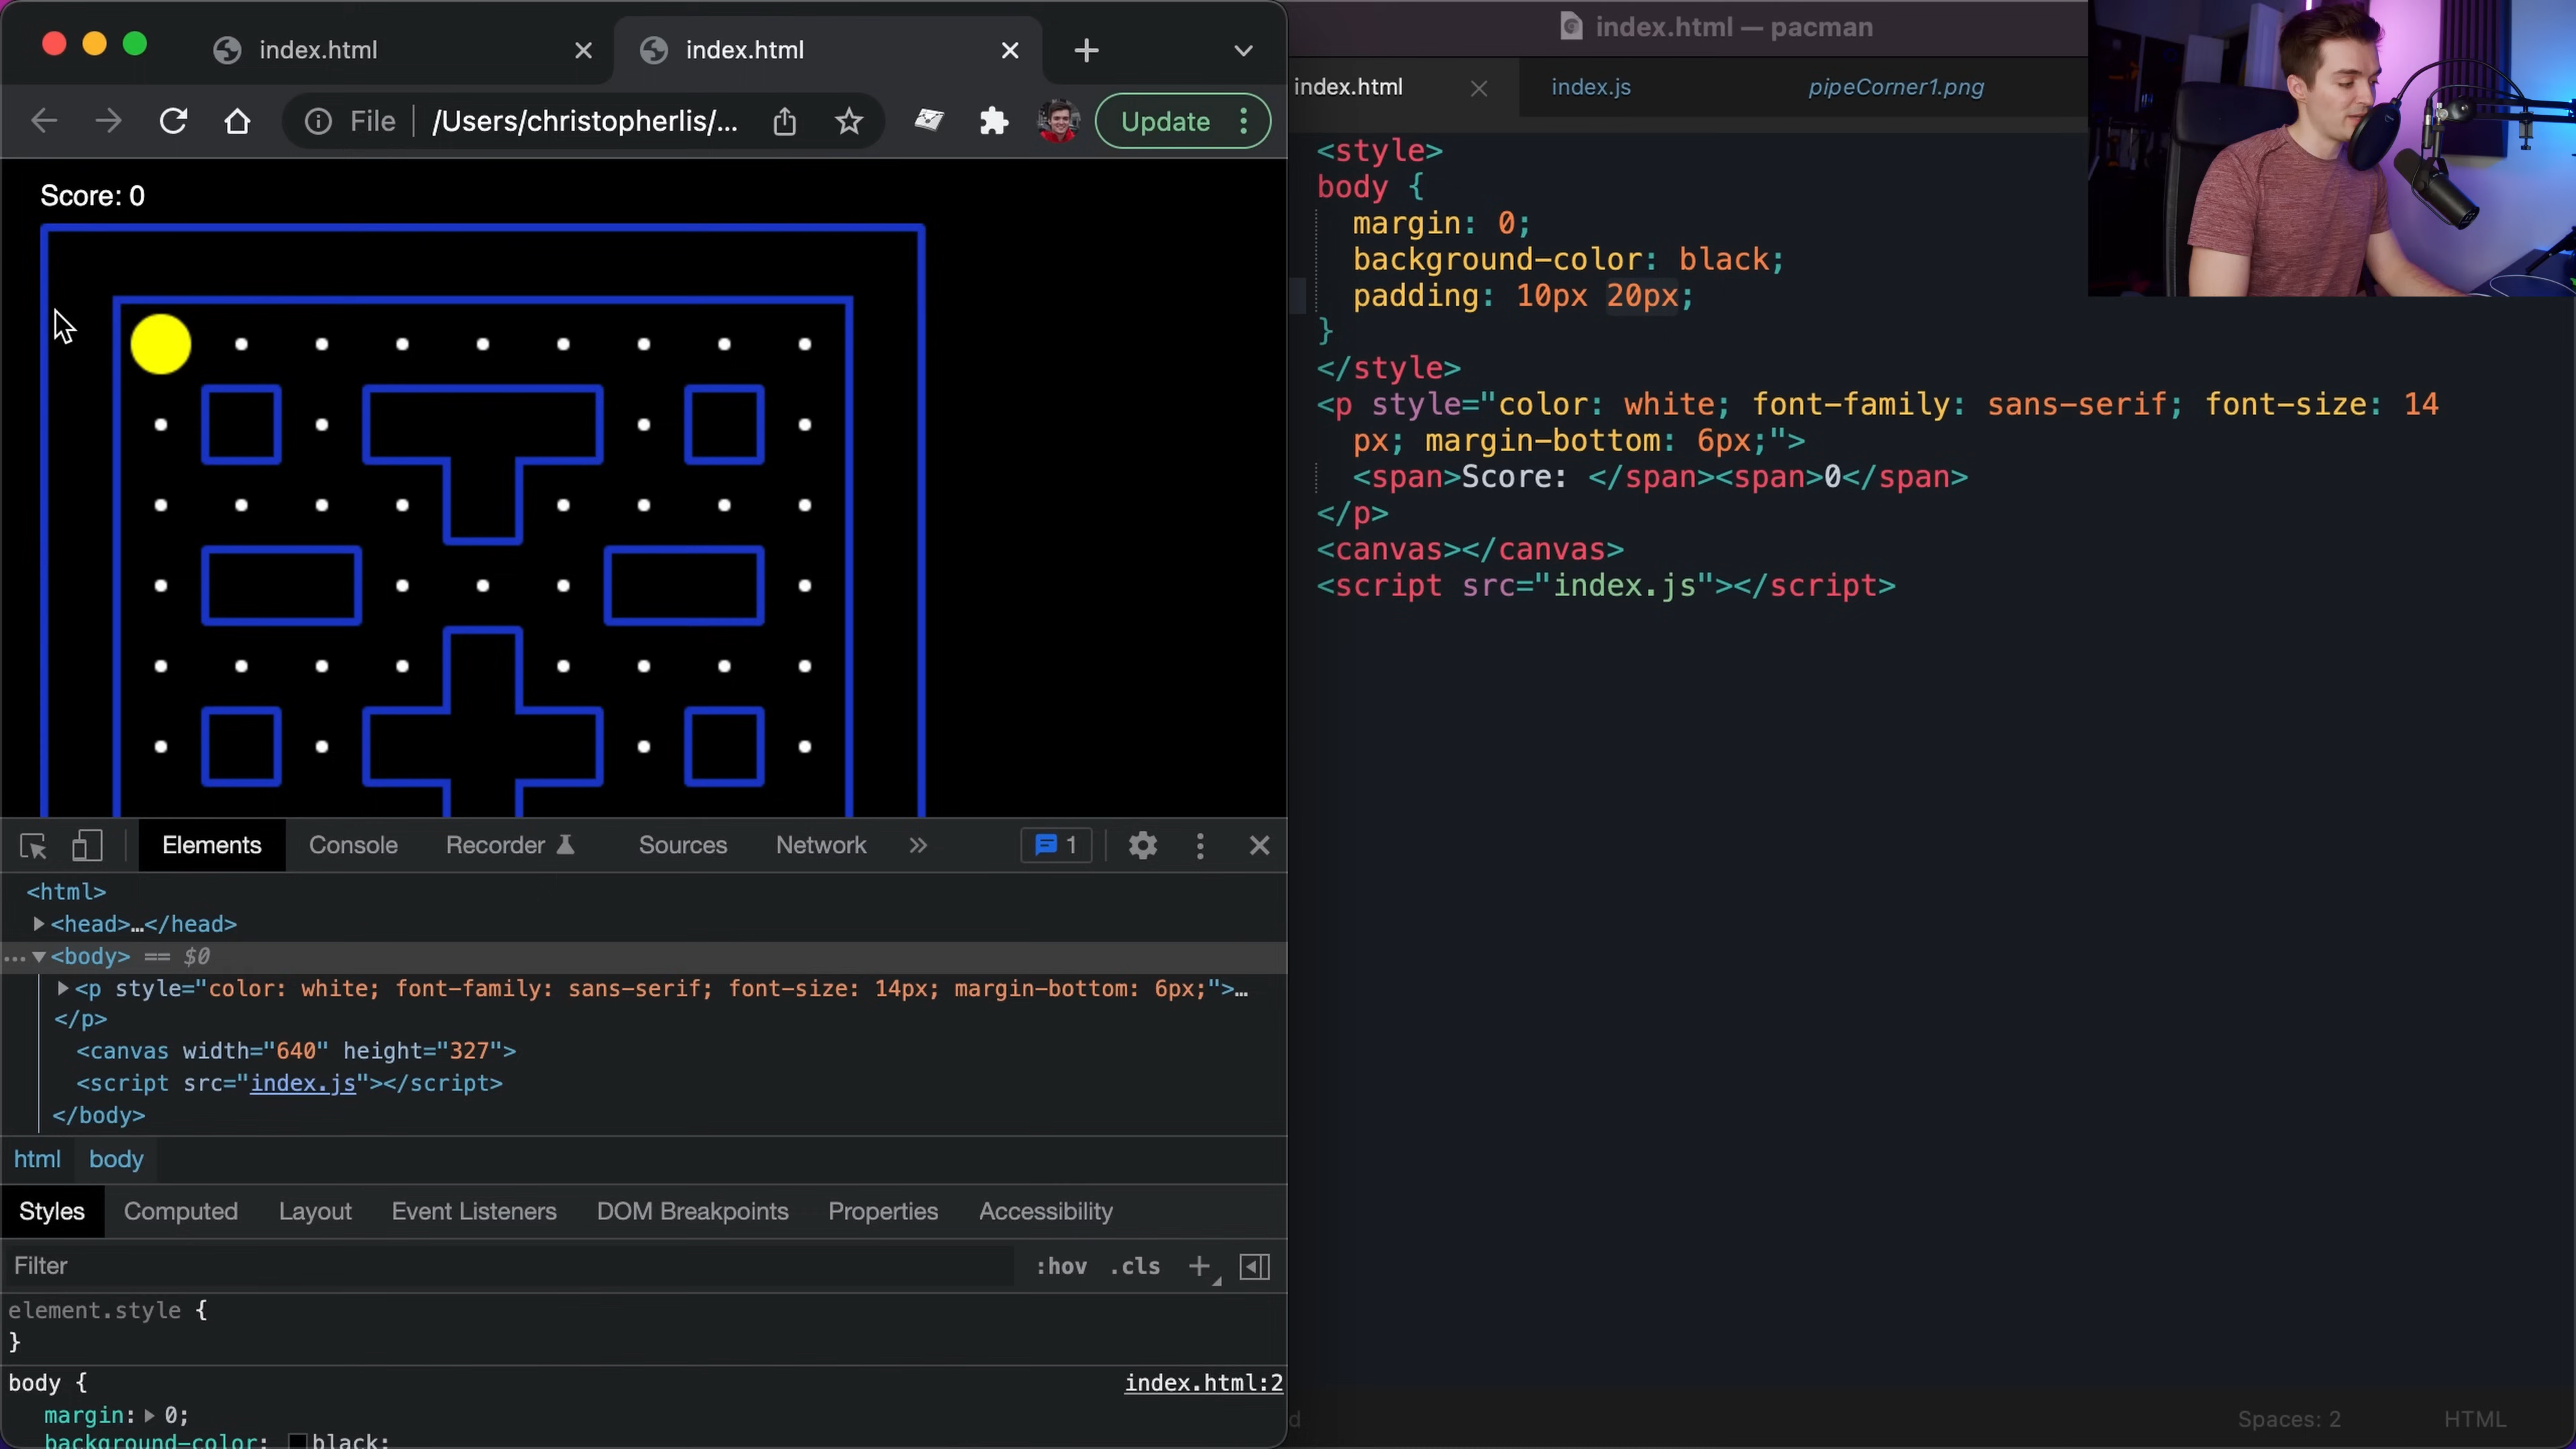 index.html
index.html
File
/Users/christopherlis/...
Update
Score: 0
Elements
Console
Recorder
Sources
Network
1
<html>
<head>…</head>
<body> == $0
<p style="color: white; font-family: sans-serif; font-size: 14px; margin-bottom: 6px;">…
</p>
<canvas width="640" height="327">
<script src="index.js"></script>
</body>
html
body
Styles
Computed
Layout
Event Listeners
DOM Breakpoints
Properties
Accessibility
Filter
:hov
.cls
element.style {
}
body {
index.html:2
margin: 0;
background-color: black;
index.html — pacman
index.html
index.js
pipeCorner1.png
<style>
body {
margin: 0;
background-color: black;
padding: 10px 20px;
}
</style>
<p style="color: white; font-family: sans-serif; font-size: 14
px; margin-bottom: 6px;">
<span>Score: </span><span>0</span>
</p>
<canvas></canvas>
<script src="index.js"></script>
Spaces: 2
HTML